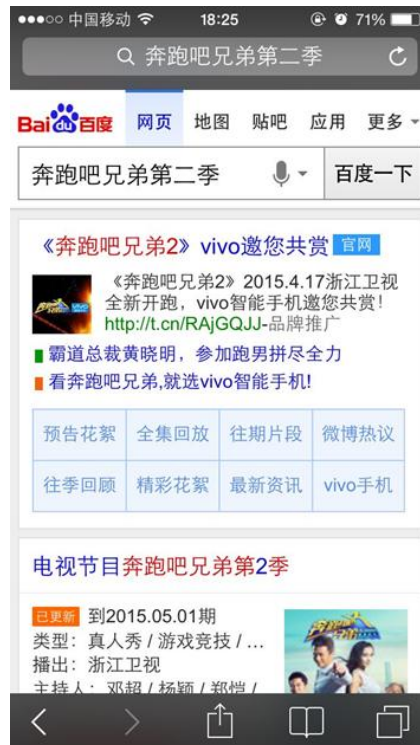 中国移动 18:25 71%
奔跑吧兄弟第二季
Bai du 百度 网页 地图 贴吧 应用 更多
奔跑吧兄弟第二季 百度一下
《奔跑吧兄弟2》vivo邀您共赏 官网
《奔跑吧兄弟2》2015.4.17浙江卫视
全新开跑，vivo智能手机邀您共赏！
http://t.cn/RAjGQJJ-品牌推广
霸道总裁黄晓明，参加跑男拼尽全力
看奔跑吧兄弟,就选vivo智能手机!
预告花絮 全集回放 往期片段 微博热议
往季回顾 精彩花絮 最新资讯 vivo手机
电视节目奔跑吧兄弟第2季
已更新 到2015.05.01期
类型：真人秀 / 游戏竞技 / ...
播出：浙江卫视
主持人：邓超 / 杨颖 / 郑恺 /